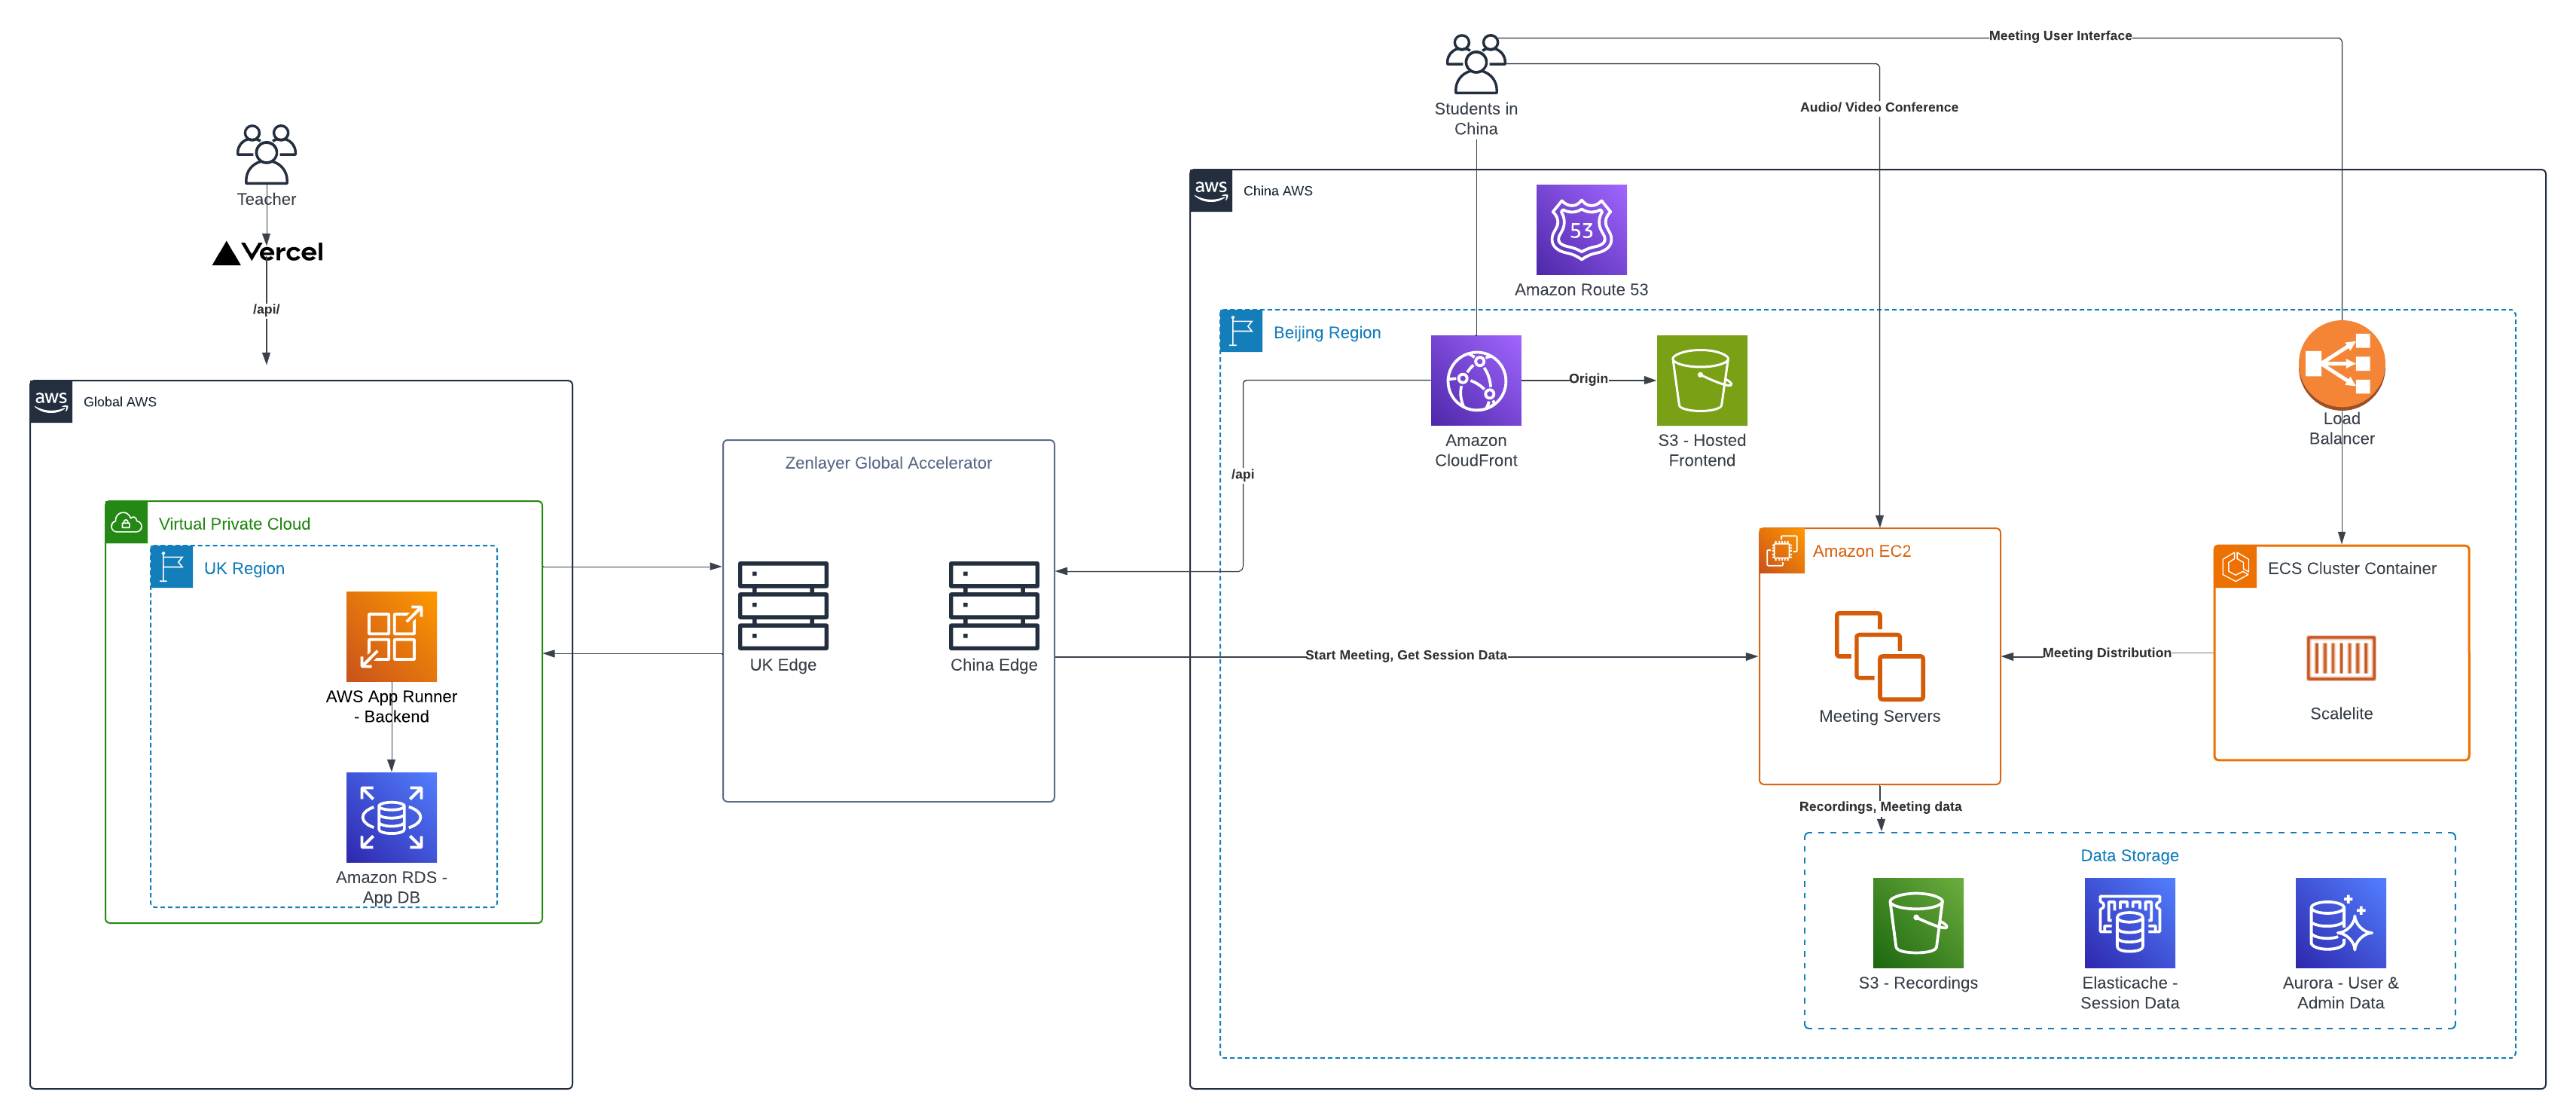 Meeting User Interface
Students in
China
Audio/ Video Conference
Teacher
Vercel
/api/
aws
Global AWS
Virtual Private Cloud
UK Region
AWS App Runner
- Backend
Amazon RDS -
App DB
Zenlayer Global Accelerator
UK Edge
China Edge
aws
China AWS
53
Amazon Route 53
Beijing Region
Amazon
CloudFront
Origin
S3 - Hosted
Frontend
/api
Load
Balancer
Start Meeting, Get Session Data
Amazon EC2
Meeting Servers
Meeting Distribution
ECS Cluster Container
Scalelite
Recordings, Meeting data
Data Storage
S3 - Recordings
Elasticache -
Session Data
Aurora - User &
Admin Data